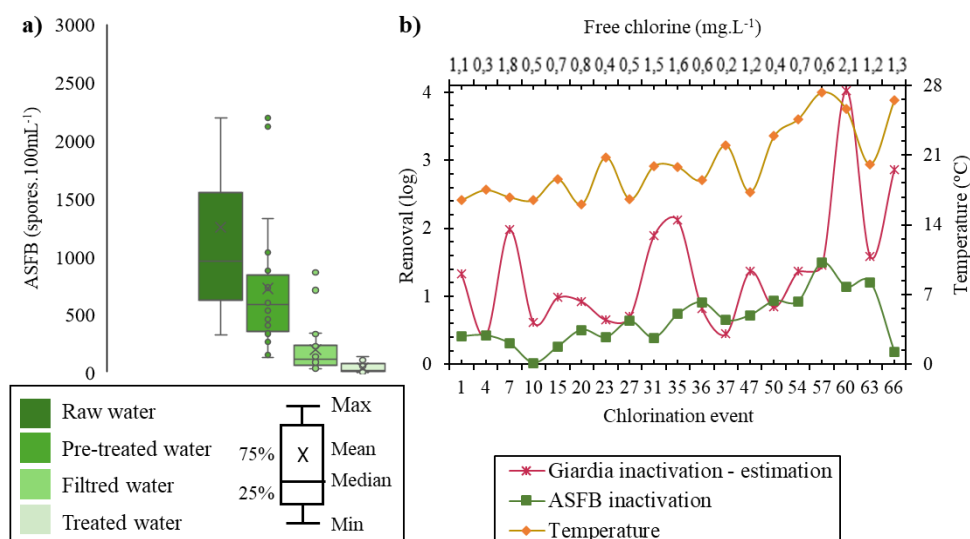 a)
3000
2500
2000
1500
1000
500
0
ASFB (spores.100mL-1)
Raw water
Pre-treated water
Filtred water
Treated water
Max
75%
Mean
Median
25%
Min
b)
Free chlorine (mg.L-1)
1,1 0,3 1,8 0,5 0,7 0,8 0,4 0,5 1,5 1,6 0,6 0,2 1,2 0,4 0,7 0,6 2,1 1,2 1,3
4
3
2
1
0
Removal (log)
28
21
14
7
0
Temperature (ºC)
1 4 7 10 15 20 23 27 31 35 36 37 47 50 54 57 60 63 66
Chlorination event
Giardia inactivation - estimation
ASFB inactivation
Temperature